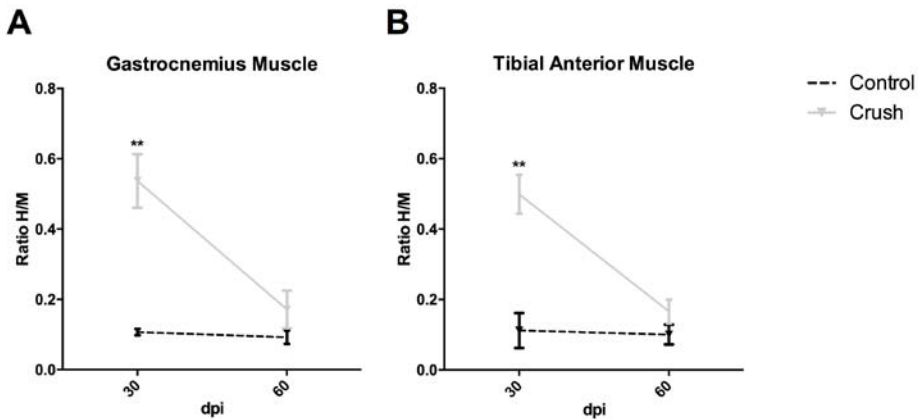 A
B
Gastrocnemius Muscle
Tibial Anterior Muscle
Control
Crush
Ratio H/M
0.8
0.6
0.4
0.2
0.0
**
30
60
dpi
Ratio H/M
0.8
0.6
0.4
0.2
0.0
**
30
60
dpi